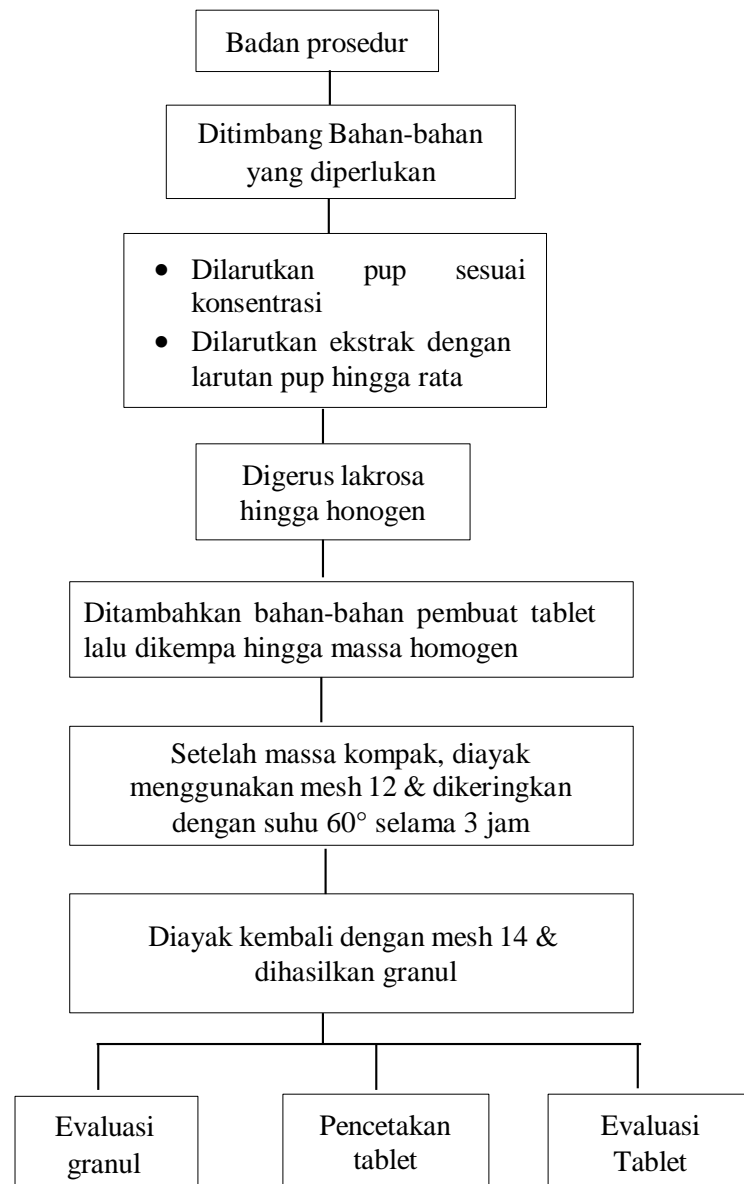 Badan prosedur
Ditimbang Bahan-bahan
yang diperlukan
• Dilarutkan pup sesuai
konsentrasi
• Dilarutkan ekstrak dengan
larutan pup hingga rata
Digerus lakrosa
hingga honogen
Ditambahkan bahan-bahan pembuat tablet
lalu dikempa hingga massa homogen
Setelah massa kompak, diayak
menggunakan mesh 12 & dikeringkan
dengan suhu 60° selama 3 jam
Diayak kembali dengan mesh 14 &
dihasilkan granul
Evaluasi
granul
Pencetakan
tablet
Evaluasi
Tablet